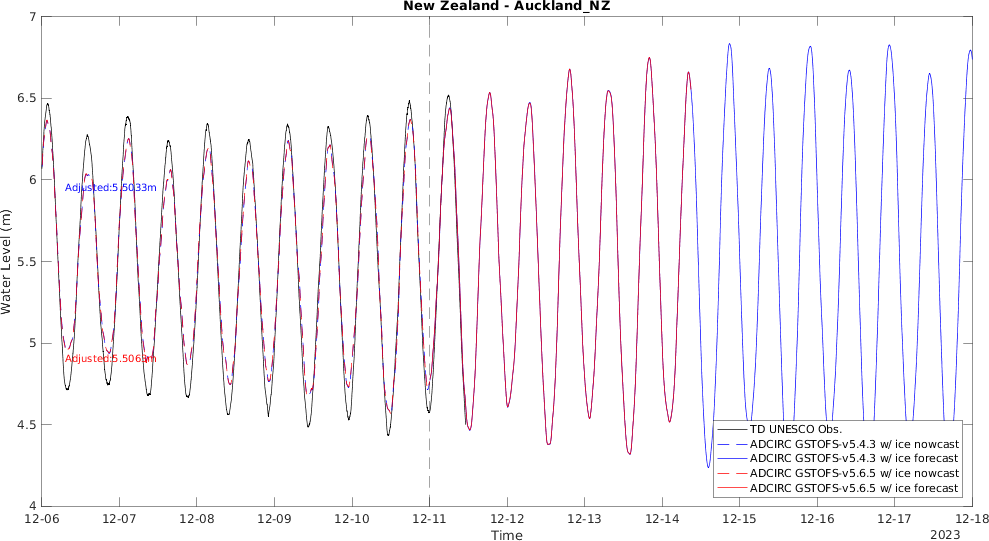 New Zealand - Auckland_NZ
7
6.5
6
5.5
5
4.5
4
Water Level (m)
Adjusted:5.5033m
Adjusted:5.5063m
TD UNESCO Obs.
ADCIRC GSTOFS-v5.4.3 w/ ice nowcast
ADCIRC GSTOFS-v5.4.3 w/ ice forecast
ADCIRC GSTOFS-v5.6.5 w/ ice nowcast
ADCIRC GSTOFS-v5.6.5 w/ ice forecast
12-06 12-07 12-08 12-09 12-10 12-11 12-12 12-13 12-14 12-15 12-16 12-17 12-18
Time
2023